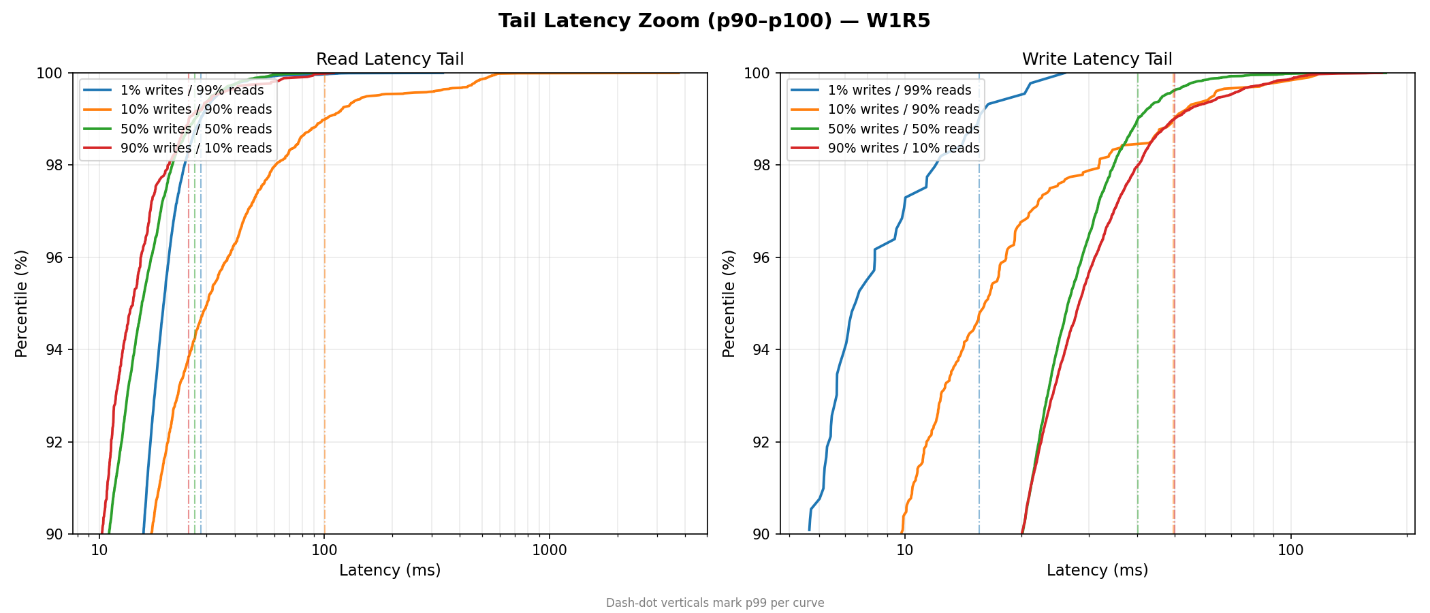 Tail Latency Zoom (p90–p100) — W1R5
Read Latency Tail
100
98
96
94
92
90
Percentile (%)
1% writes / 99% reads
10% writes / 90% reads
50% writes / 50% reads
90% writes / 10% reads
10
100
1000
Latency (ms)
Write Latency Tail
100
98
96
94
92
90
Percentile (%)
1% writes / 99% reads
10% writes / 90% reads
50% writes / 50% reads
90% writes / 10% reads
10
100
Latency (ms)
Dash-dot verticals mark p99 per curve